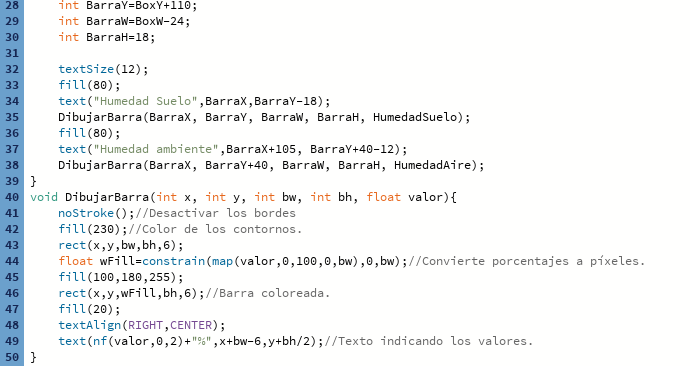 28 int BarraY=BoxY+110;
29 int BarraW=BoxW-24;
30 int BarraH=18;
31
32 textSize(12);
33 fill(80);
34 text("Humedad Suelo",BarraX,BarraY-18);
35 DibujarBarra(BarraX, BarraY, BarraW, BarraH, HumedadSuelo);
36 fill(80);
37 text("Humedad ambiente",BarraX+105, BarraY+40-12);
38 DibujarBarra(BarraX, BarraY+40, BarraW, BarraH, HumedadAire);
39 }
40 void DibujarBarra(int x, int y, int bw, int bh, float valor){
41 noStroke();//Desactivar los bordes
42 fill(230);//Color de los contornos.
43 rect(x,y,bw,bh,6);
44 float wFill=constrain(map(valor,0,100,0,bw),0,bw);//Convierte porcentajes a píxeles.
45 fill(100,180,255);
46 rect(x,y,wFill,bh,6);//Barra coloreada.
47 fill(20);
48 textAlign(RIGHT,CENTER);
49 text(nf(valor,0,2)+"%",x+bw-6,y+bh/2);//Texto indicando los valores.
50 }